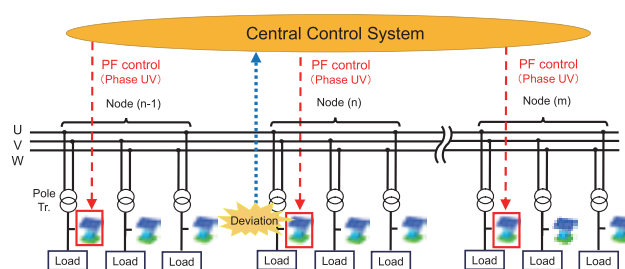 Central Control System
PF control
(Phase UV)
PF control
(Phase UV)
PF control
(Phase UV)
Node (n-1)
Node (n)
Node (m)
U
V
W
Pole
Tr.
Deviation
Load
Load
Load
Load
Load
Load
Load
Load
Load